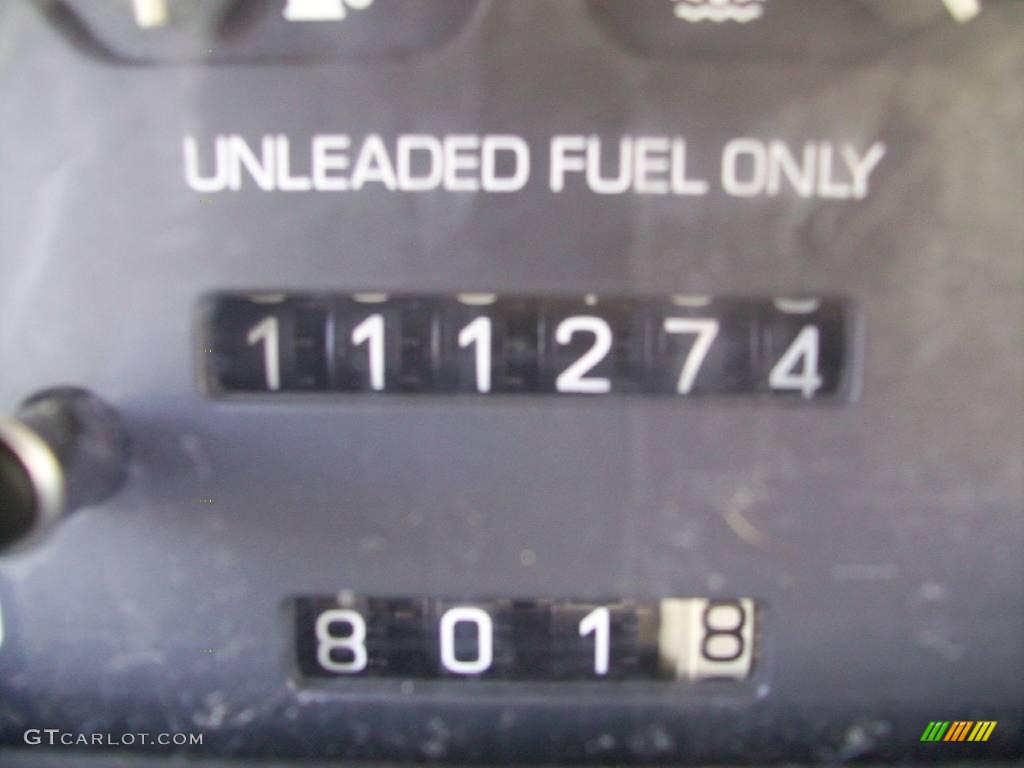 UNLEADED FUEL ONLY
111274
8018
GTCARLOT.COM